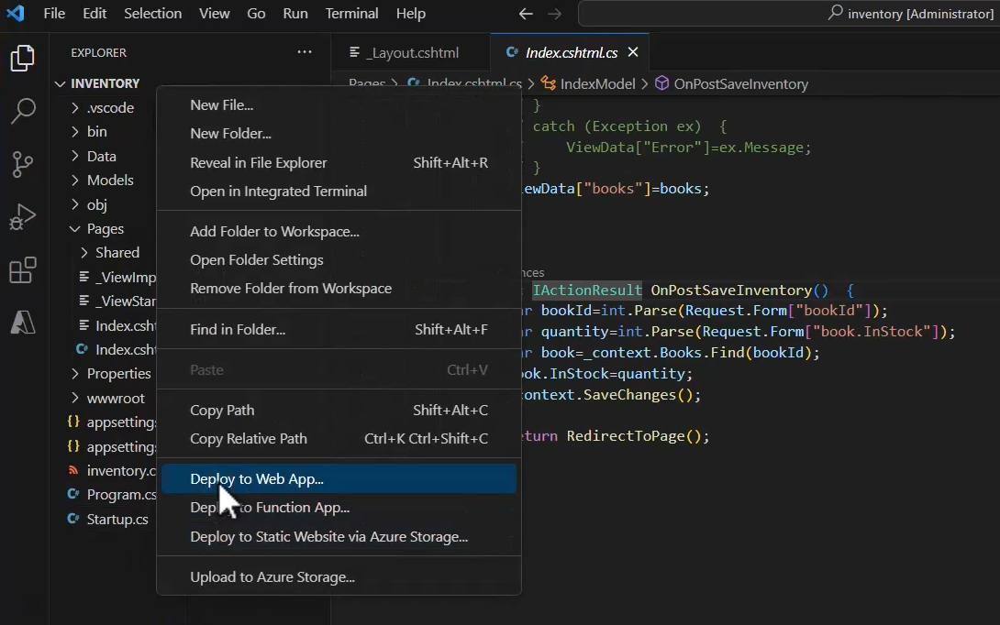 File Edit Selection View Go Run Terminal Help
inventory [Administrator]
EXPLORER
_Layout.cshtml
Index.cshtml.cs
INVENTORY
Pages > Index.cshtml.cs > IndexModel > OnPostSaveInventory
.vscode
bin
Data
Models
obj
Pages
Shared
_ViewImp
_ViewStar
Index.csht
Index.csht
Properties
wwwroot
appsetting
appsetting
inventory.c
Program.cs
Startup.cs
New File...
New Folder...
Reveal in File Explorer Shift+Alt+R
Open in Integrated Terminal
Add Folder to Workspace...
Open Folder Settings
Remove Folder from Workspace
Find in Folder... Shift+Alt+F
Paste Ctrl+V
Copy Path Shift+Alt+C
Copy Relative Path Ctrl+K Ctrl+Shift+C
Deploy to Web App...
to Function App...
Deploy to Static Website via Azure Storage...
Upload to Azure Storage...
}
catch (Exception ex) {
ViewData["Error"]=ex.Message;
}
ewData["books"]=books;
nces
IActionResult OnPostSaveInventory() {
r bookId=int.Parse(Request.Form["bookId"]);
r quantity=int.Parse(Request.Form["book.InStock"]);
r book=_context.Books.Find(bookId);
ok.InStock=quantity;
ontext.SaveChanges();
turn RedirectToPage();